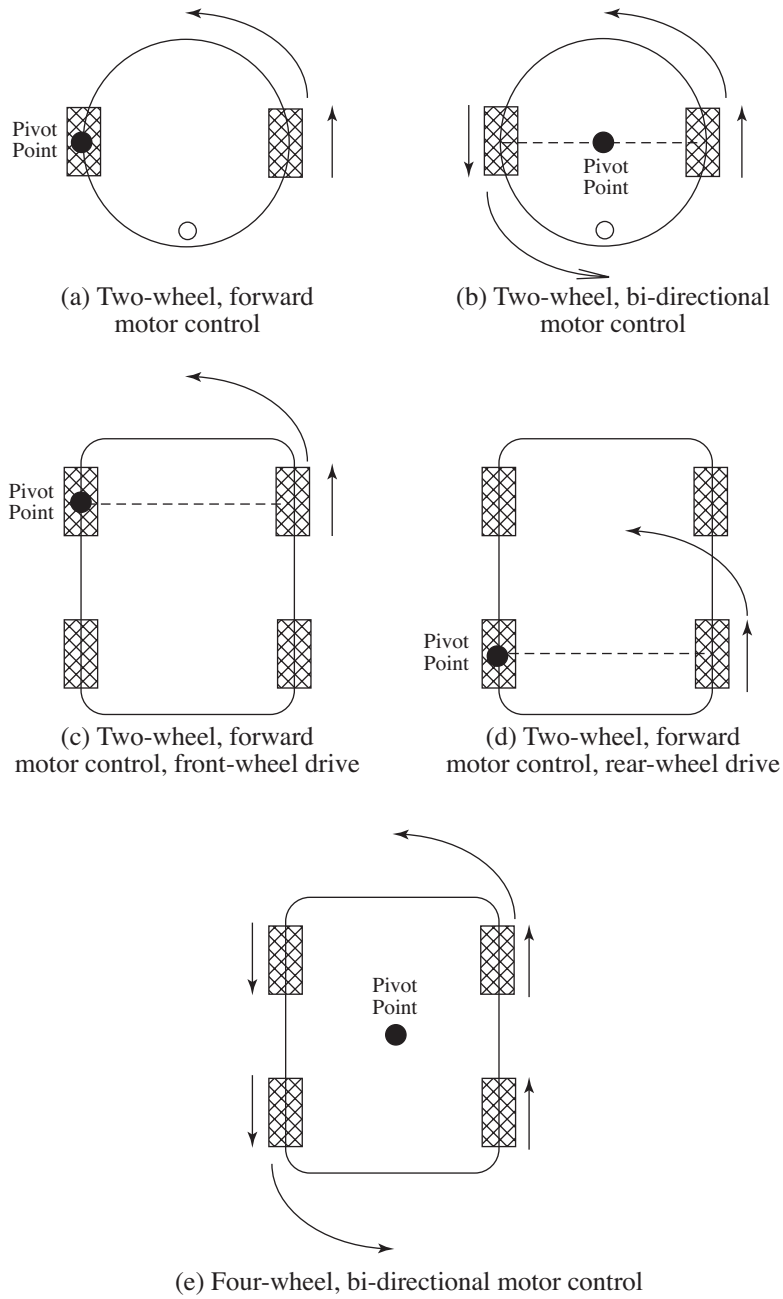 Pivot
Point
Pivot
Point
(a) Two-wheel, forward
motor control
(b) Two-wheel, bi-directional
motor control
Pivot
Point
Pivot
Point
(c) Two-wheel, forward
motor control, front-wheel drive
(d) Two-wheel, forward
motor control, rear-wheel drive
Pivot
Point
(e) Four-wheel, bi-directional motor control